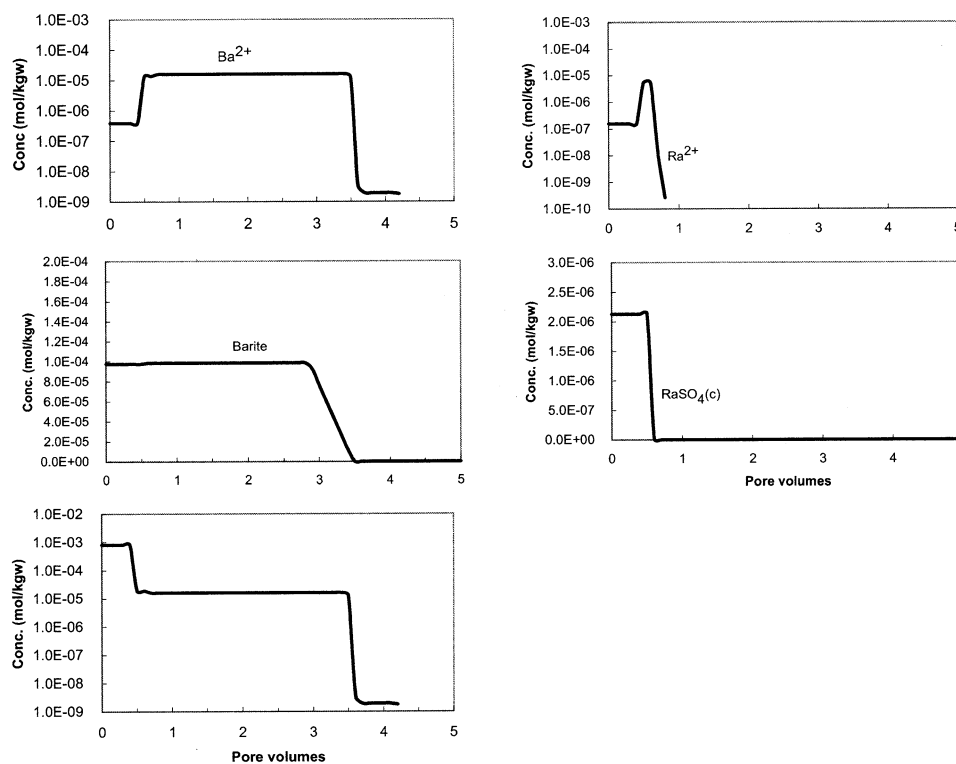 Conc (mol/kgw)
1.0E-03
1.0E-04
1.0E-05
1.0E-06
1.0E-07
1.0E-08
1.0E-09
Ba2+
0 1 2 3 4 5
Conc. (mol/kgw)
1.0E-03
1.0E-04
1.0E-05
1.0E-06
1.0E-07
1.0E-08
1.0E-09
1.0E-10
Ra2+
0 1 2 3 4 5
Conc. (mol/kgw)
2.0E-04
1.8E-04
1.6E-04
1.4E-04
1.2E-04
1.0E-04
8.0E-05
6.0E-05
4.0E-05
2.0E-05
0.0E+00
Barite
0 1 2 3 4 5
Conc. (mol/kgw)
3.0E-06
2.5E-06
2.0E-06
1.5E-06
1.0E-06
5.0E-07
0.0E+00
RaSO4(c)
0 1 2 3 4
Pore volumes
Conc. (mol/kgw)
1.0E-02
1.0E-03
1.0E-04
1.0E-05
1.0E-06
1.0E-07
1.0E-08
1.0E-09
0 1 2 3 4 5
Pore volumes